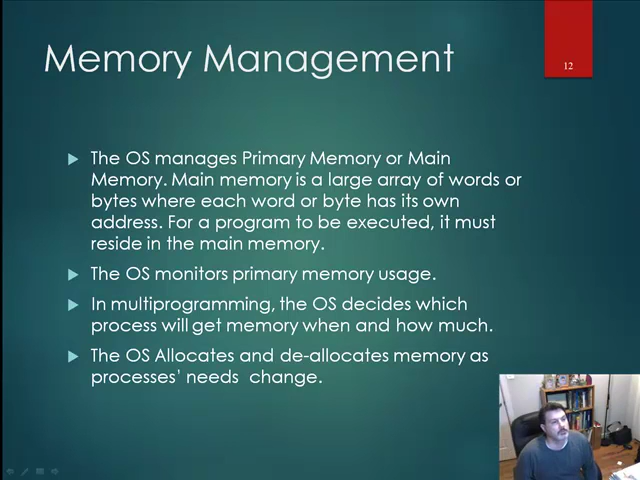 Memory Management
12
The OS manages Primary Memory or Main
Memory. Main memory is a large array of words or
bytes where each word or byte has its own
address. For a program to be executed, it must
reside in the main memory.
The OS monitors primary memory usage.
In multiprogramming, the OS decides which
process will get memory when and how much.
The OS Allocates and de-allocates memory as
processes’ needs change.